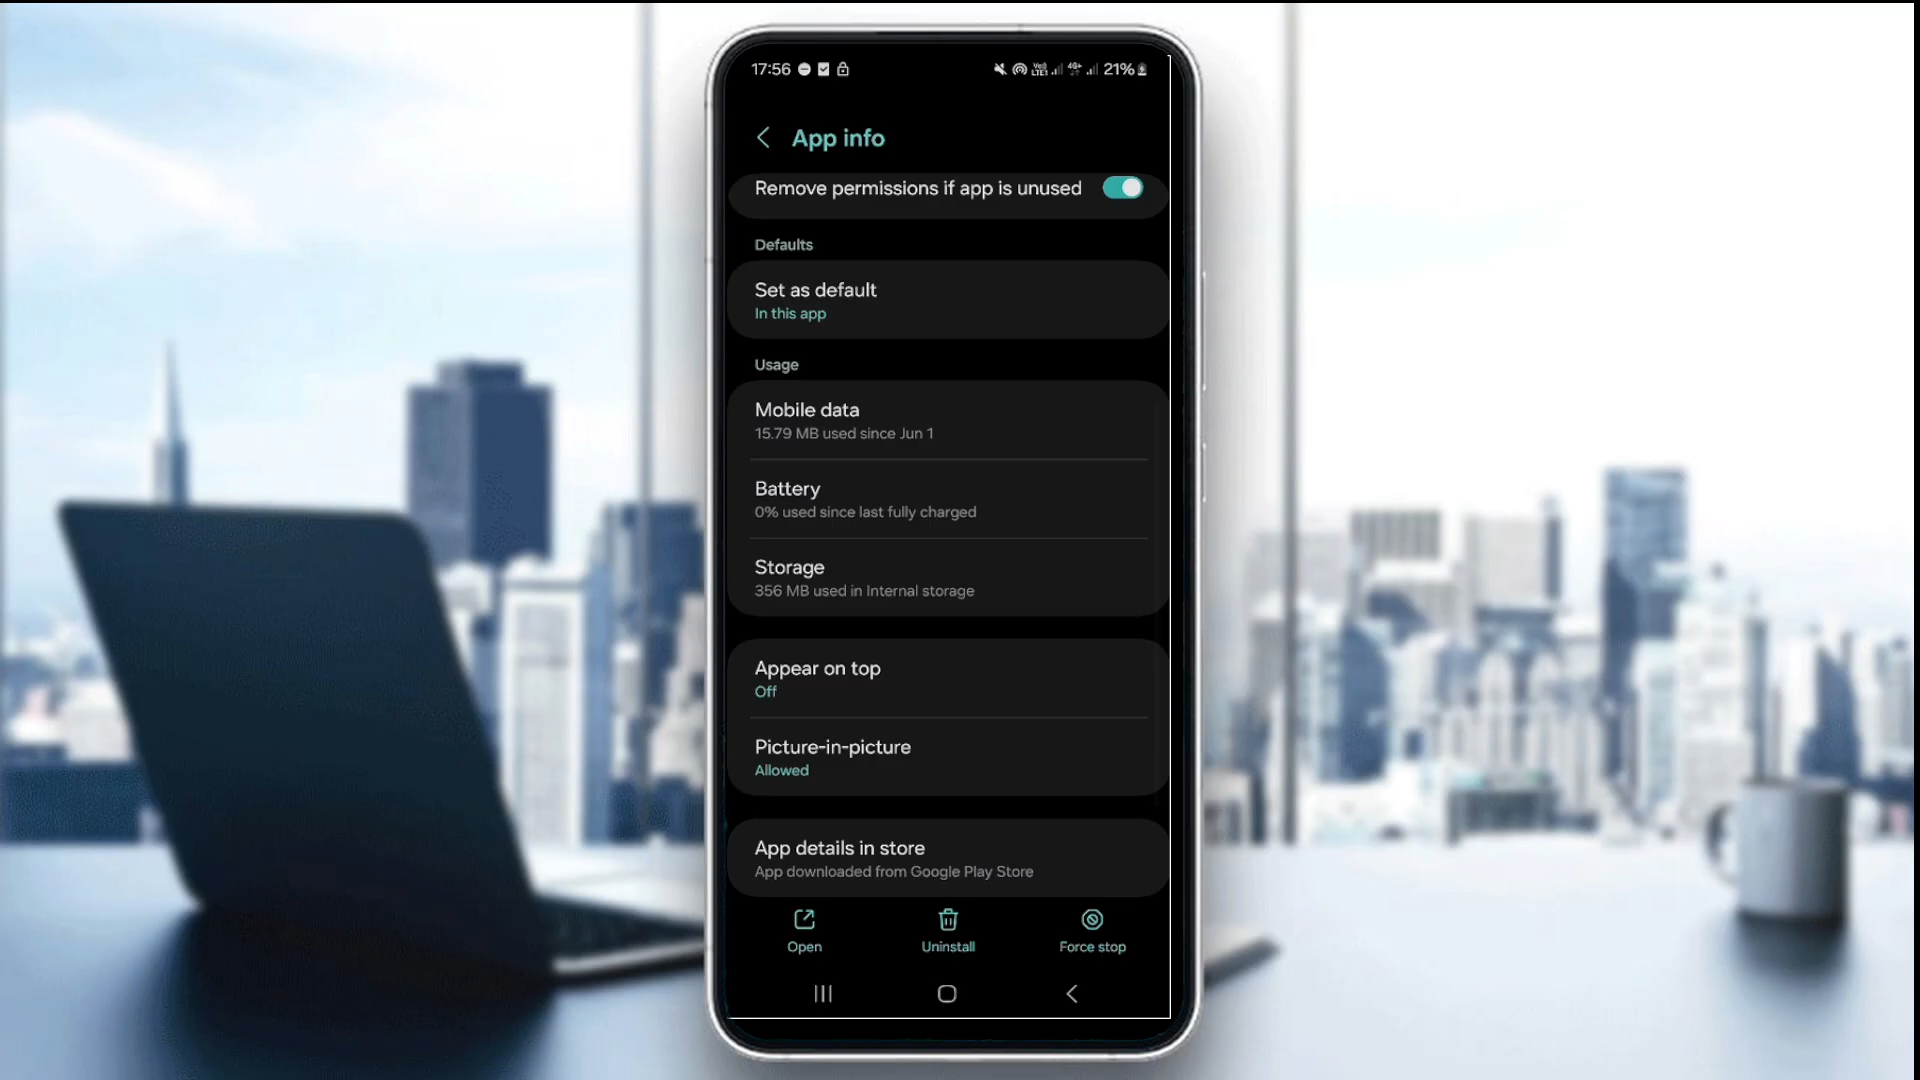 17:56 21%
App info
Remove permissions if app is unused
Defaults
Set as default
In this app
Usage
Mobile data
15.79 MB used since Jun 1
Battery
0% used since last fully charged
Storage
356 MB used in Internal storage
Appear on top
Off
Picture-in-picture
Allowed
App details in store
App downloaded from Google Play Store
Open Uninstall Force stop